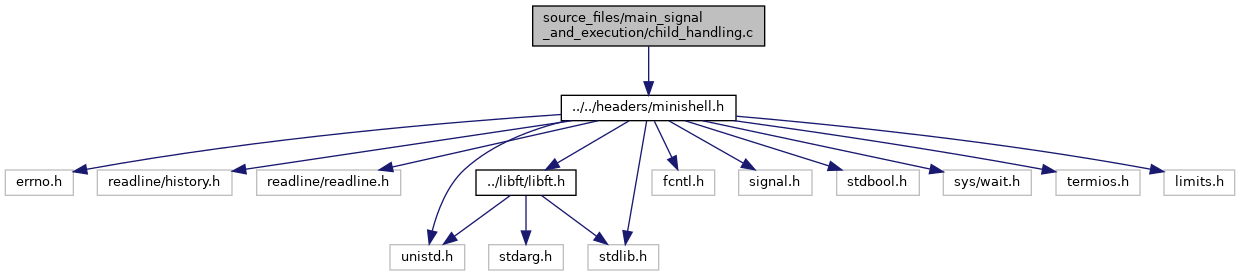 source_files/main_signal
_and_execution/child_handling.c
../../headers/minishell.h
errno.h
readline/history.h
readline/readline.h
../libft/libft.h
fcntl.h
signal.h
stdbool.h
sys/wait.h
termios.h
limits.h
unistd.h
stdarg.h
stdlib.h